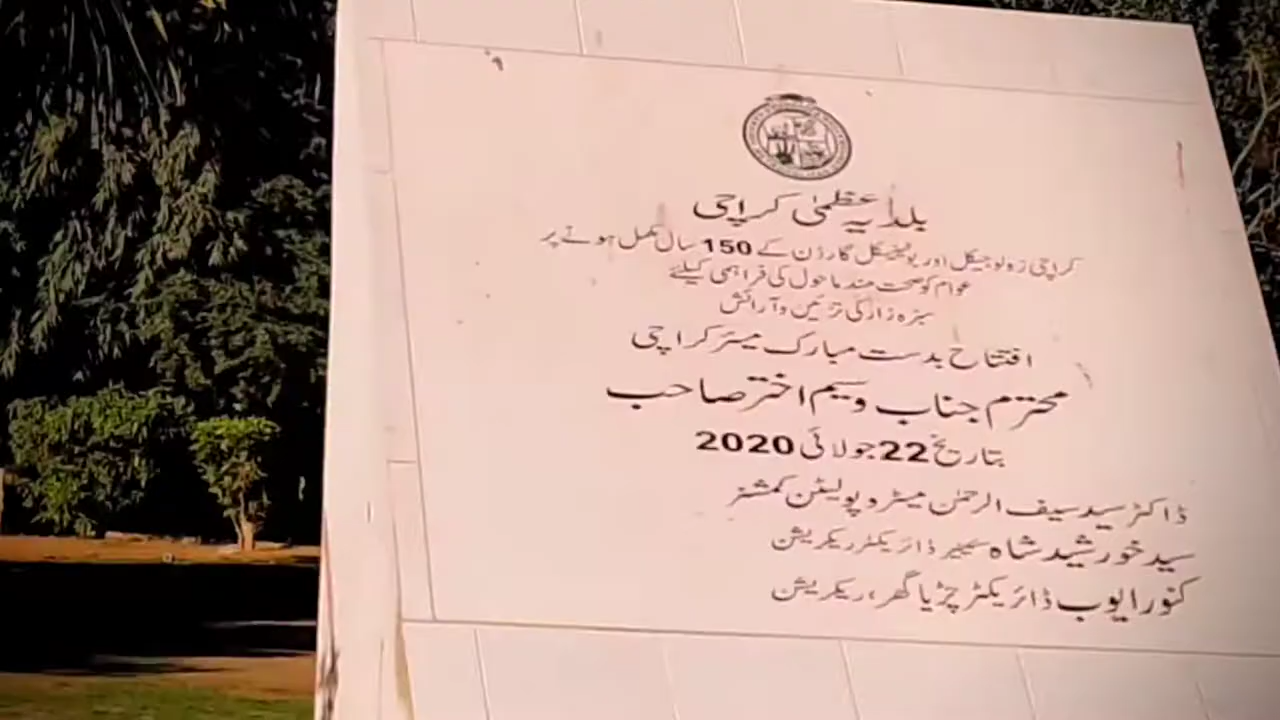 بلدیہ عظمیٰ کراچی
کراچی زولوجیکل اور بوٹینیکل گارڈن کے 150 سال مکمل ہونے پر
عوام کو صحت مند ماحول کی فراہمی کیلئے
سبزہ زار کی تزئین و آرائش
افتتاح بدست مبارک میئر کراچی
محترم جناب وسیم اختر صاحب
بتاریخ 22 جولائی 2020
ڈاکٹر سید سیف الرحمٰن میٹروپولیٹن کمشنر
سید خورشید شاہ سینئر ڈائریکٹر ریکریشن
کنور ایوب ڈائریکٹر چڑیا گھر، ریکریشن